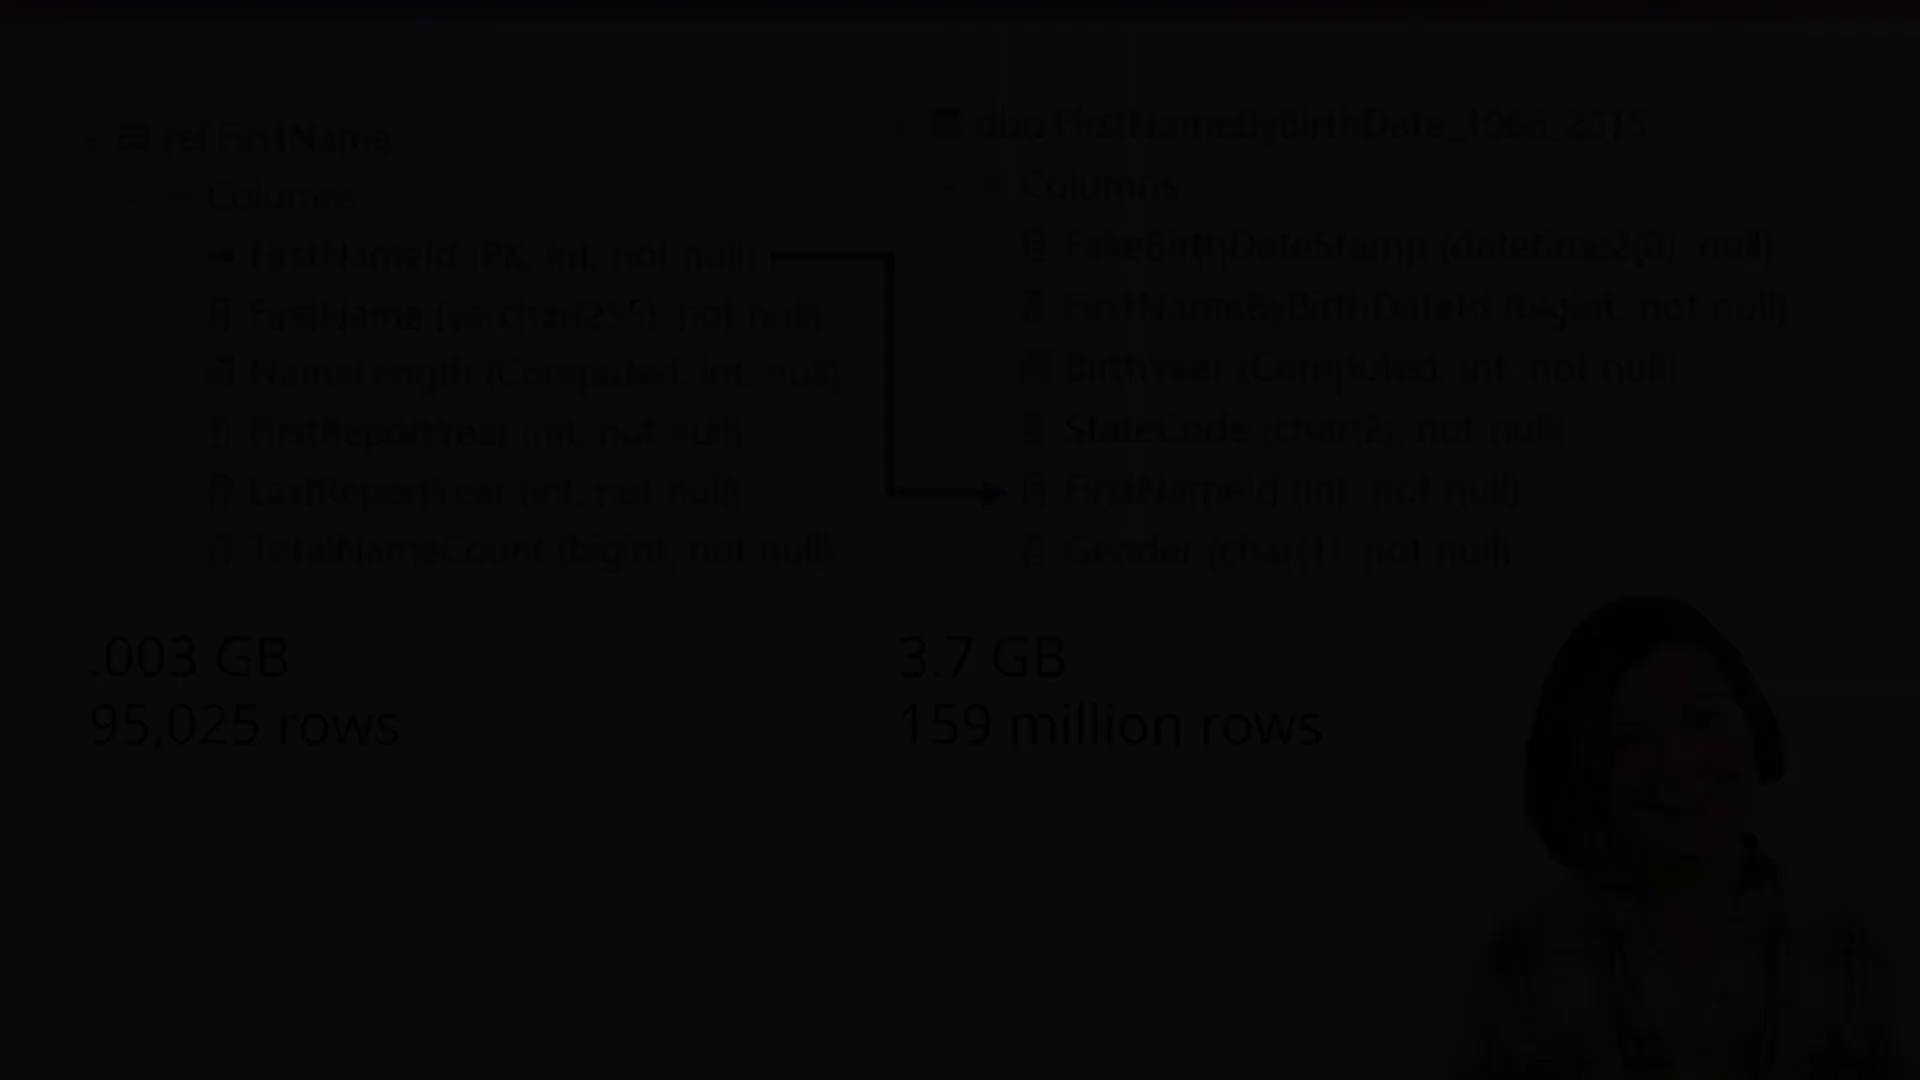 ref.FirstName
Columns
FirstNameId (PK, int, not null)
FirstName (varchar(255), not null)
NameLength (Computed, int, null)
FirstReportYear (int, not null)
LastReportYear (int, not null)
TotalNameCount (bigint, not null)
.003 GB
95,025 rows
dbo.FirstNameByBirthDate_1966_2015
Columns
FakeBirthDateStamp (datetime2(0), null)
FirstNameByBirthDateId (bigint, not null)
BirthYear (Computed, int, not null)
StateCode (char(2), not null)
FirstNameId (int, not null)
Gender (char(1), not null)
3.7 GB
159 million rows